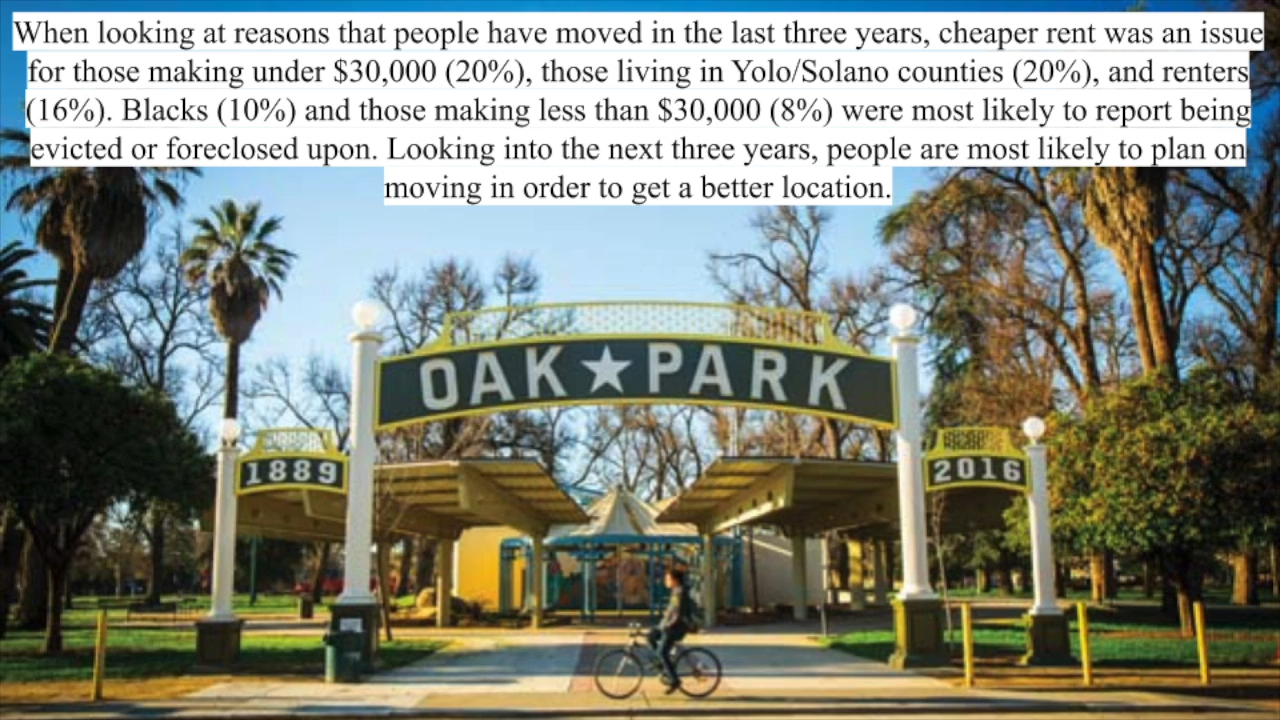 When looking at reasons that people have moved in the last three years, cheaper rent was an issue
for those making under $30,000 (20%), those living in Yolo/Solano counties (20%), and renters
(16%). Blacks (10%) and those making less than $30,000 (8%) were most likely to report being
evicted or foreclosed upon. Looking into the next three years, people are most likely to plan on
moving in order to get a better location.
OAK★PARK
1889
2016